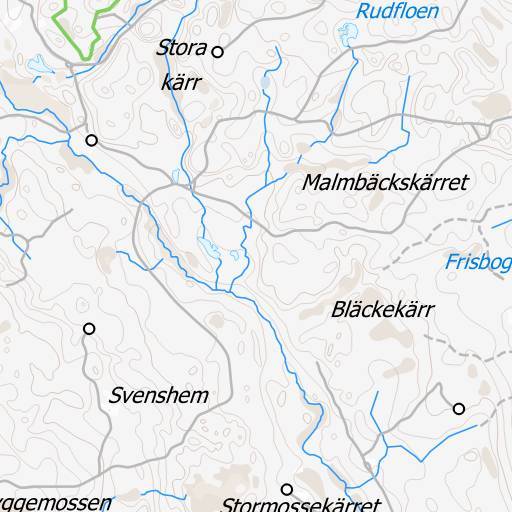 Rudfloen
Stora
kärr
Malmbäckskärret
Frisbog
Bläckekärr
Svenshem
ggemossen
Stormossekärret